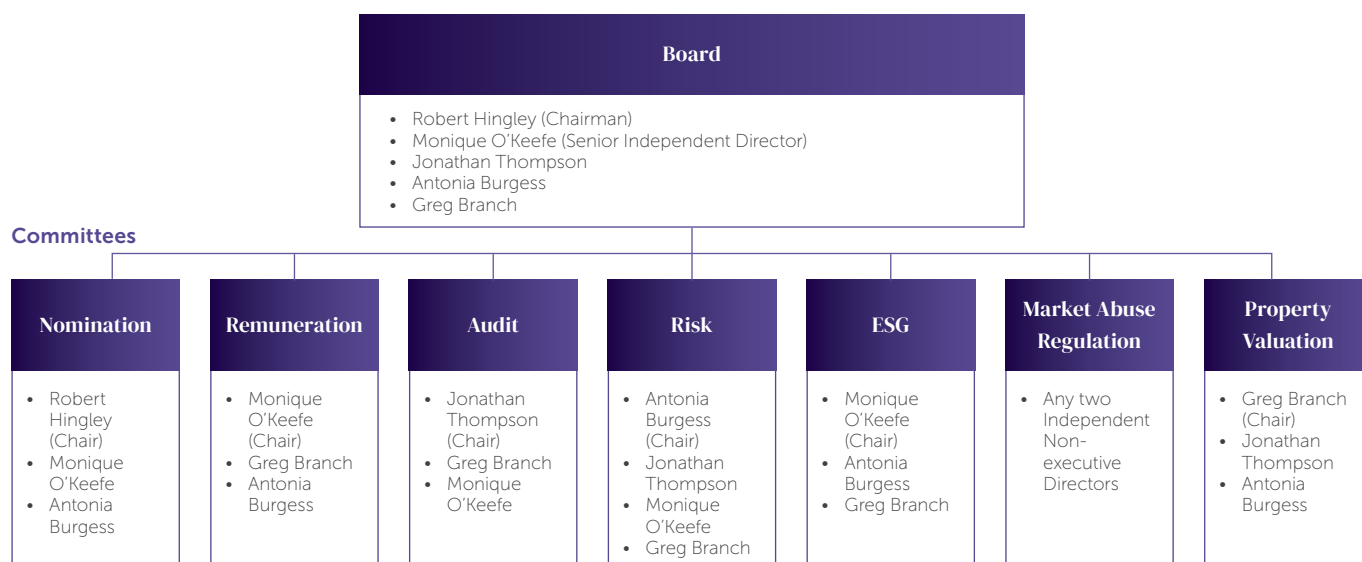 Board
• Robert Hingley (Chairman)
• Monique O'Keefe (Senior Independent Director)
• Jonathan Thompson
• Antonia Burgess
• Greg Branch
Committees
Nomination
• Robert
Hingley
(Chair)
• Monique
O'Keefe
• Antonia
Burgess
Remuneration
• Monique
O'Keefe
(Chair)
• Greg Branch
• Antonia
Burgess
Audit
• Jonathan
Thompson
(Chair)
• Greg Branch
• Monique
O'Keefe
Risk
• Antonia
Burgess
(Chair)
• Jonathan
Thompson
• Monique
O'Keefe
• Greg Branch
ESG
• Monique
O'Keefe
(Chair)
• Antonia
Burgess
• Greg Branch
Market Abuse
Regulation
• Any two
Independent
Non-
executive
Directors
Property
Valuation
• Greg Branch
(Chair)
• Jonathan
Thompson
• Antonia
Burgess